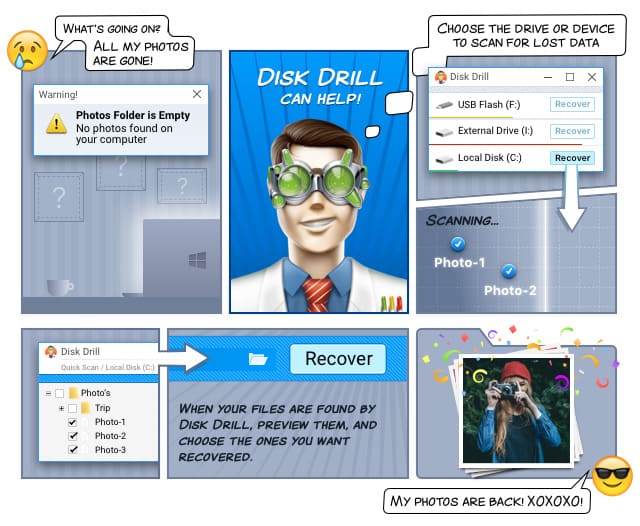 What's going on?
All my photos
are gone!
Warning!
Photos Folder is Empty
No photos found on
your computer
? ? ?
Disk Drill
can help!
Choose the drive or device
to scan for lost data
Disk Drill
USB Flash (F:) Recover
External Drive (I:) Recover
Local Disk (C:) Recover
Scanning...
Photo-1
Photo-2
Disk Drill
Quick Scan / Local Disk (C:)
Photo's
Trip
Photo-1
Photo-2
Photo-3
Recover
When your files are found by
Disk Drill, preview them, and
choose the ones you want
recovered.
My photos are back! XOXOXO!